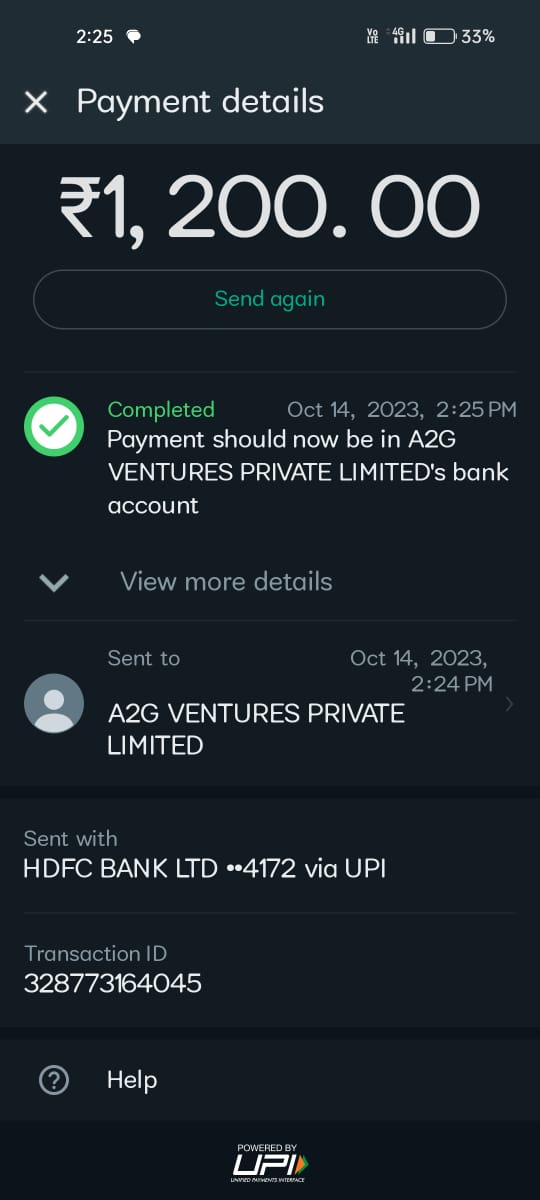 2:25 Vo LTE 4G 33%
Payment details
₹1,200.00
Send again
Completed Oct 14, 2023, 2:25 PM
Payment should now be in A2G
VENTURES PRIVATE LIMITED's bank
account
View more details
Sent to Oct 14, 2023,
2:24 PM
A2G VENTURES PRIVATE
LIMITED
Sent with
HDFC BANK LTD ••4172 via UPI
Transaction ID
328773164045
Help
POWERED BY
UPI
UNIFIED PAYMENTS INTERFACE